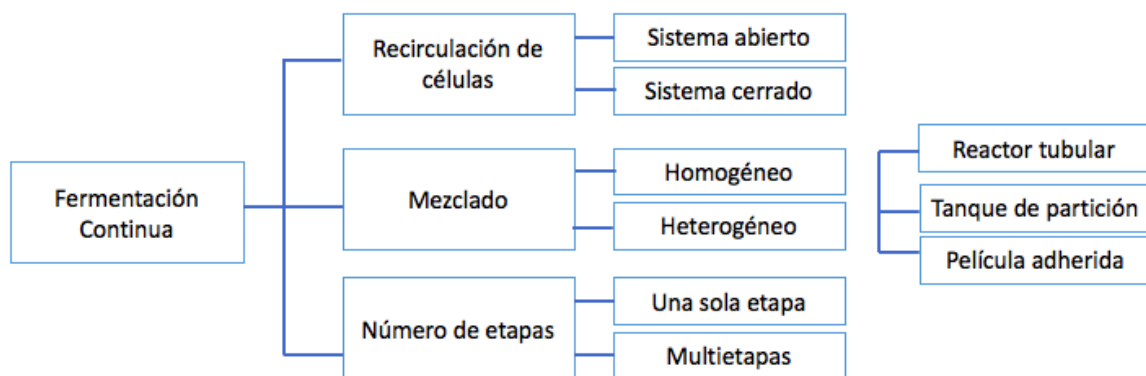 Fermentación
Continua
Recirculación de
células
Sistema abierto
Sistema cerrado
Mezclado
Homogéneo
Heterogéneo
Reactor tubular
Tanque de partición
Película adherida
Número de etapas
Una sola etapa
Multietapas